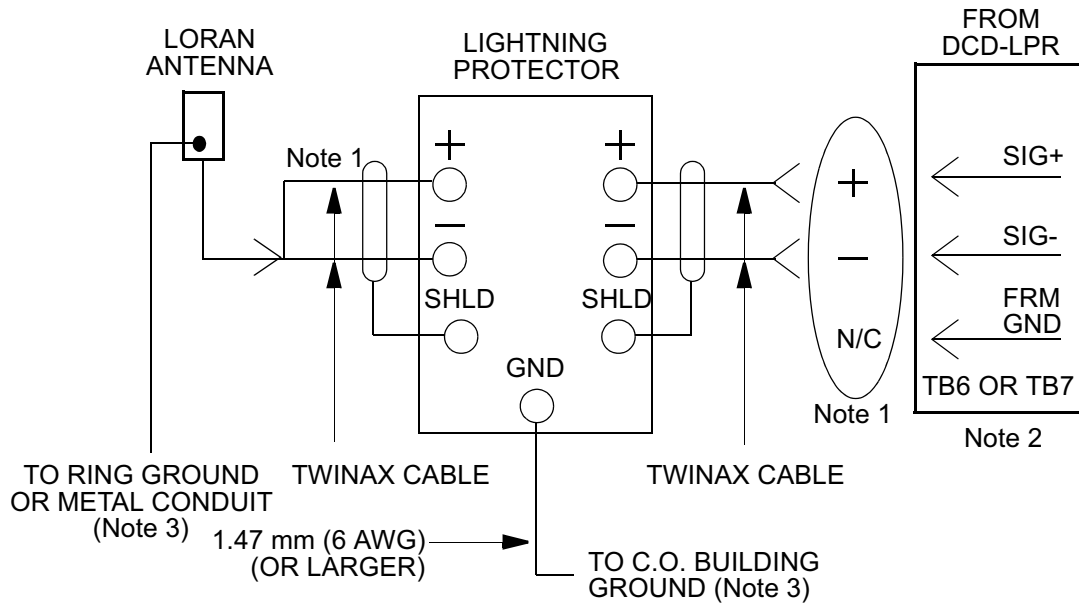 LORAN
ANTENNA
LIGHTNING
PROTECTOR
FROM
DCD-LPR
Note 1
+
+
−
−
SHLD
SHLD
GND
+
−
N/C
Note 1
SIG+
SIG-
FRM
GND
TB6 OR TB7
Note 2
TO RING GROUND
OR METAL CONDUIT
(Note 3)
TWINAX CABLE
TWINAX CABLE
1.47 mm (6 AWG)
(OR LARGER)
TO C.O. BUILDING
GROUND (Note 3)